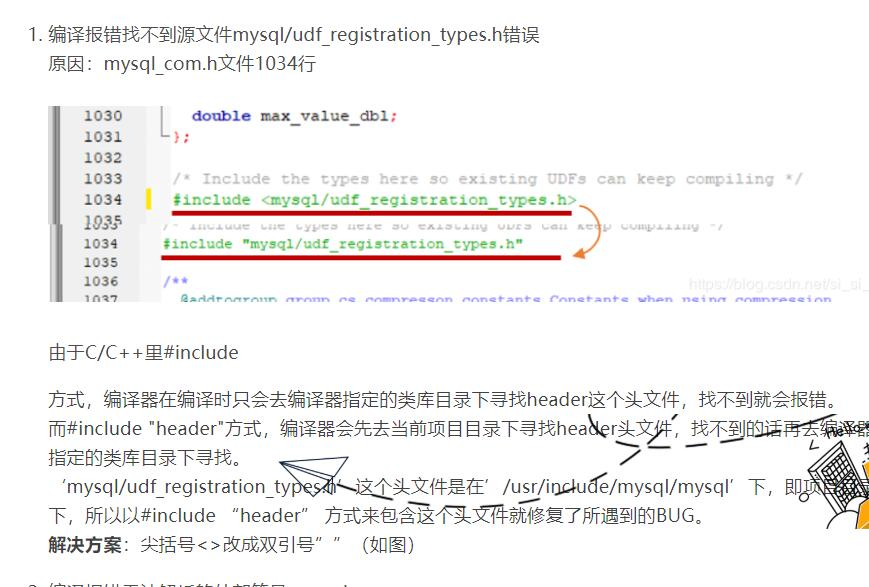 1. 编译报错找不到源文件mysql/udf_registration_types.h错误
原因：mysql_com.h文件1034行
1030 double max_value_dbl;
1031 };
1032
1033 /* Include the types here so existing UDFs can keep compiling */
1034 #include <mysql/udf_registration_types.h>
1035
1035 /* Include the types here so existing UDFs can keep compiling */
1034 #include "mysql/udf_registration_types.h"
1035
1036 /**
https://blog.csdn.net/si_si_
1037 @addtogroup group_cs_compresson_constants Constants when using compression
由于C/C++里#include
方式，编译器在编译时只会去编译器指定的类库目录下寻找header这个头文件，找不到就会报错。
而#include "header"方式，编译器会先去当前项目目录下寻找header头文件，找不到的话再去编译器
指定的类库目录下寻找。
‘mysql/udf_registration_types.h’ 这个头文件是在’/usr/include/mysql/mysql’下，即项目
下，所以以#include “header” 方式来包含这个头文件就修复了所遇到的BUG。
解决方案：尖括号<>改成双引号””（如图）